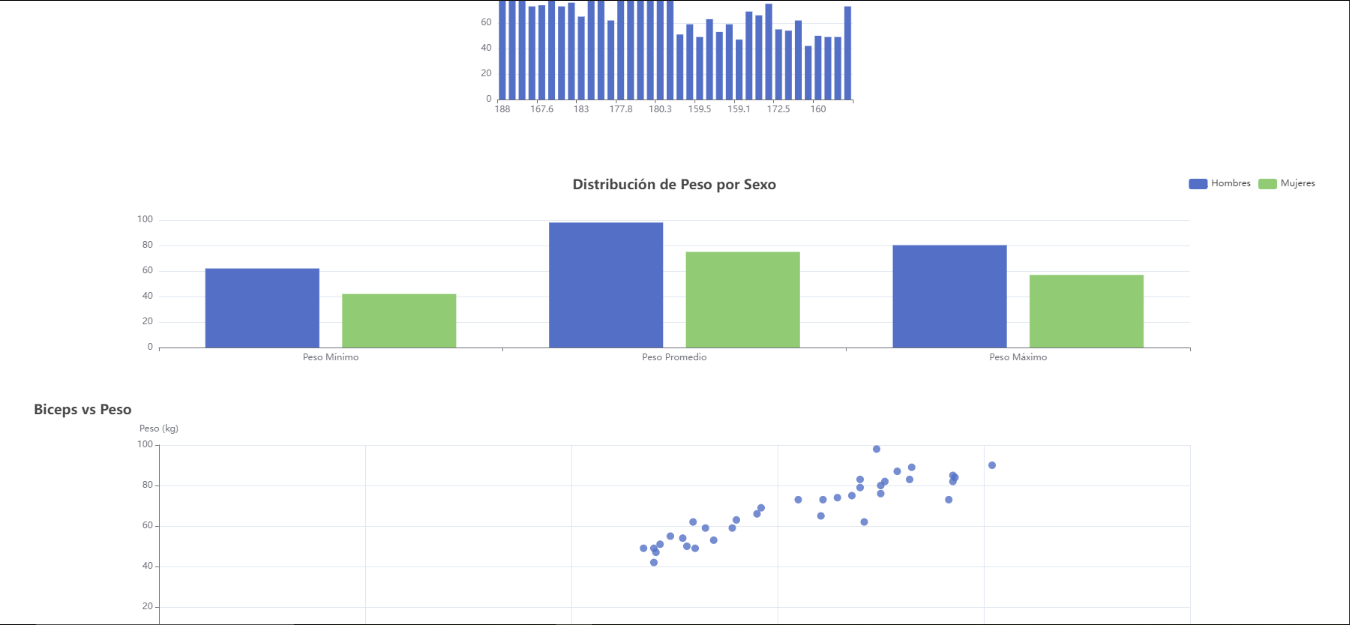 60
40
20
0
188 167.6 183 177.8 180.3 159.5 159.1 172.5 160
Distribución de Peso por Sexo
Hombres Mujeres
100
80
60
40
20
0
Peso Mínimo Peso Promedio Peso Máximo
Biceps vs Peso
Peso (kg)
100
80
60
40
20